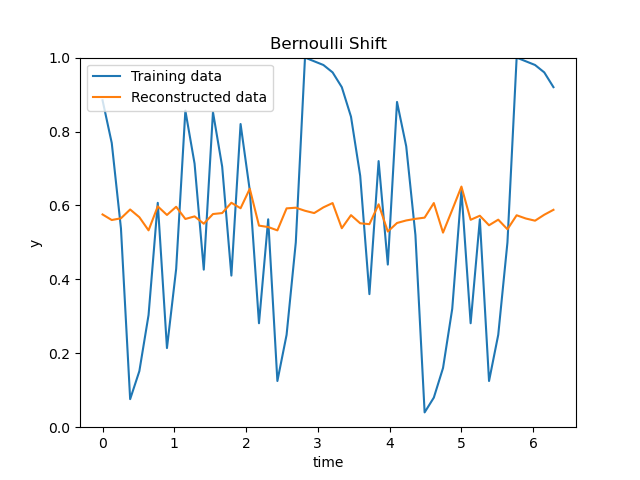 Bernoulli Shift
Training data
Reconstructed data
1.0
0.8
0.6
0.4
0.2
0.0
y
0 1 2 3 4 5 6
time